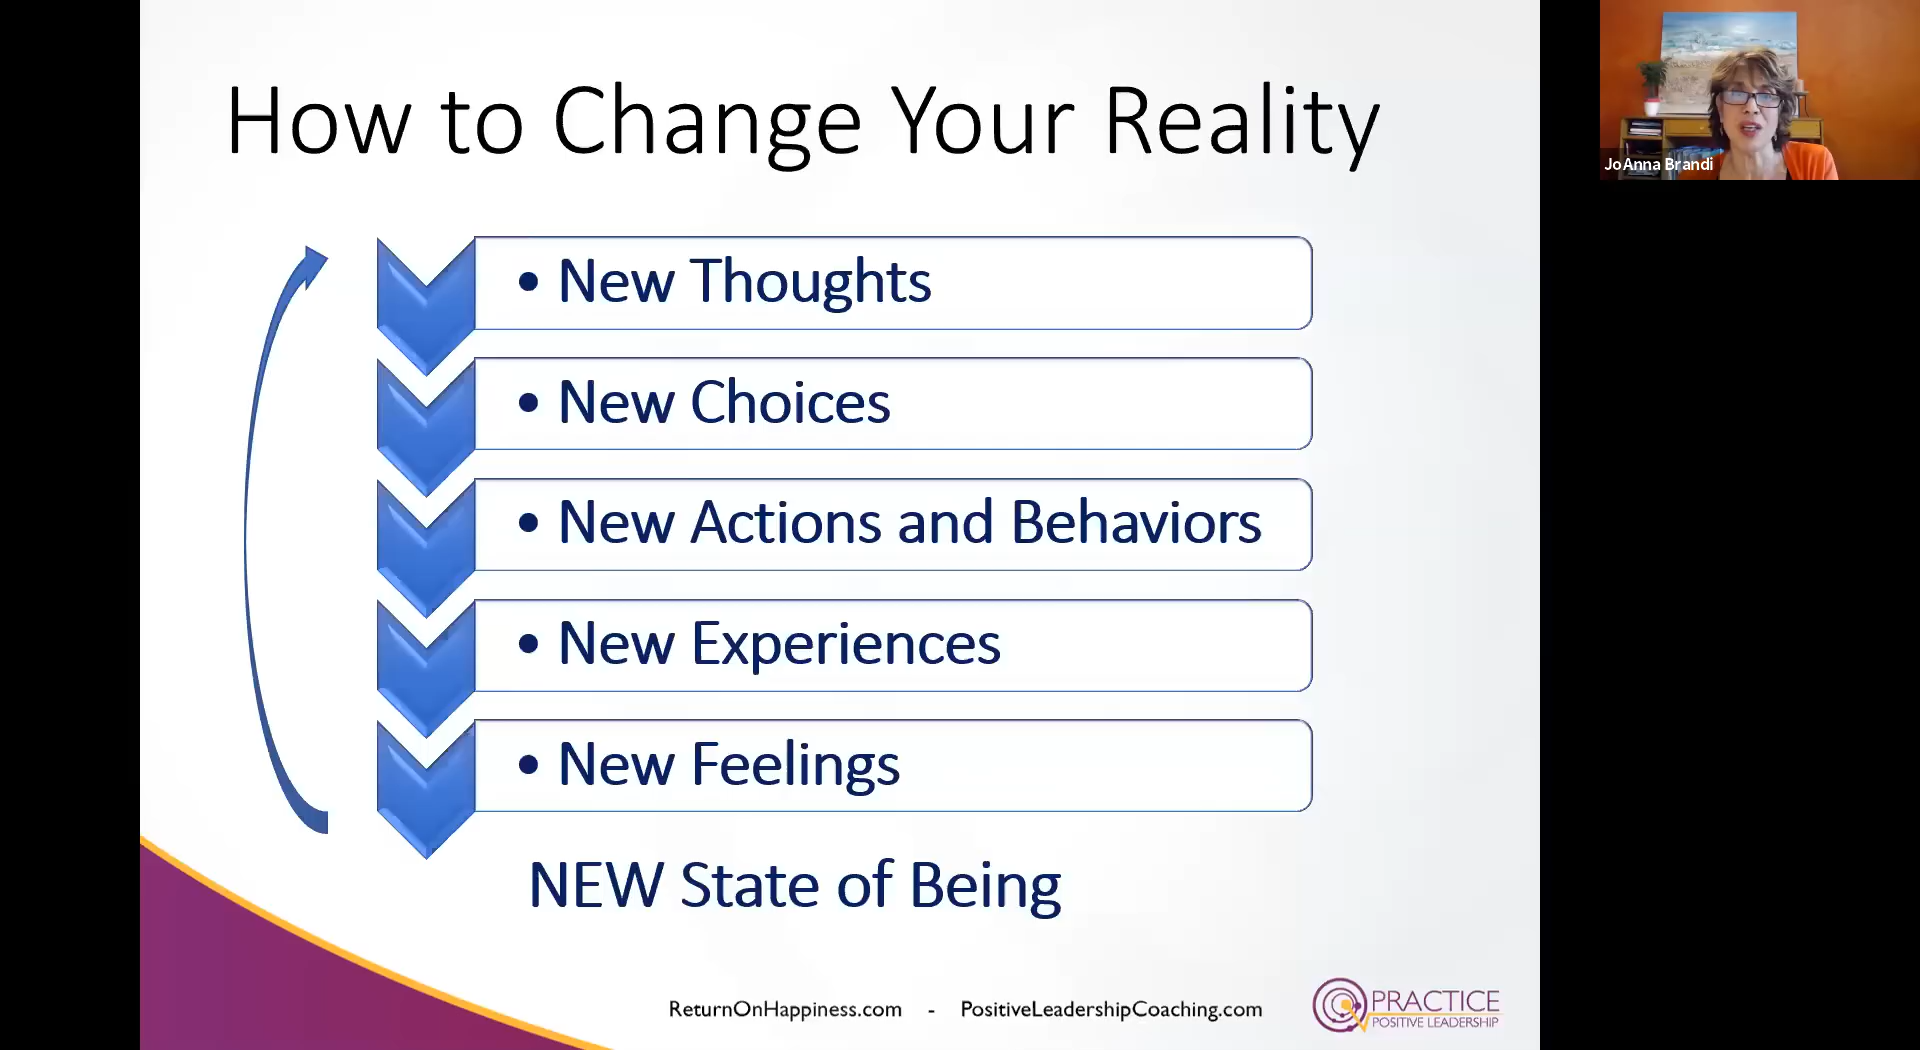 How to Change Your Reality
JoAnna Brandi
• New Thoughts
• New Choices
• New Actions and Behaviors
• New Experiences
• New Feelings
NEW State of Being
ReturnOnHappiness.com - PositiveLeadershipCoaching.com
PRACTICE
POSITIVE LEADERSHIP